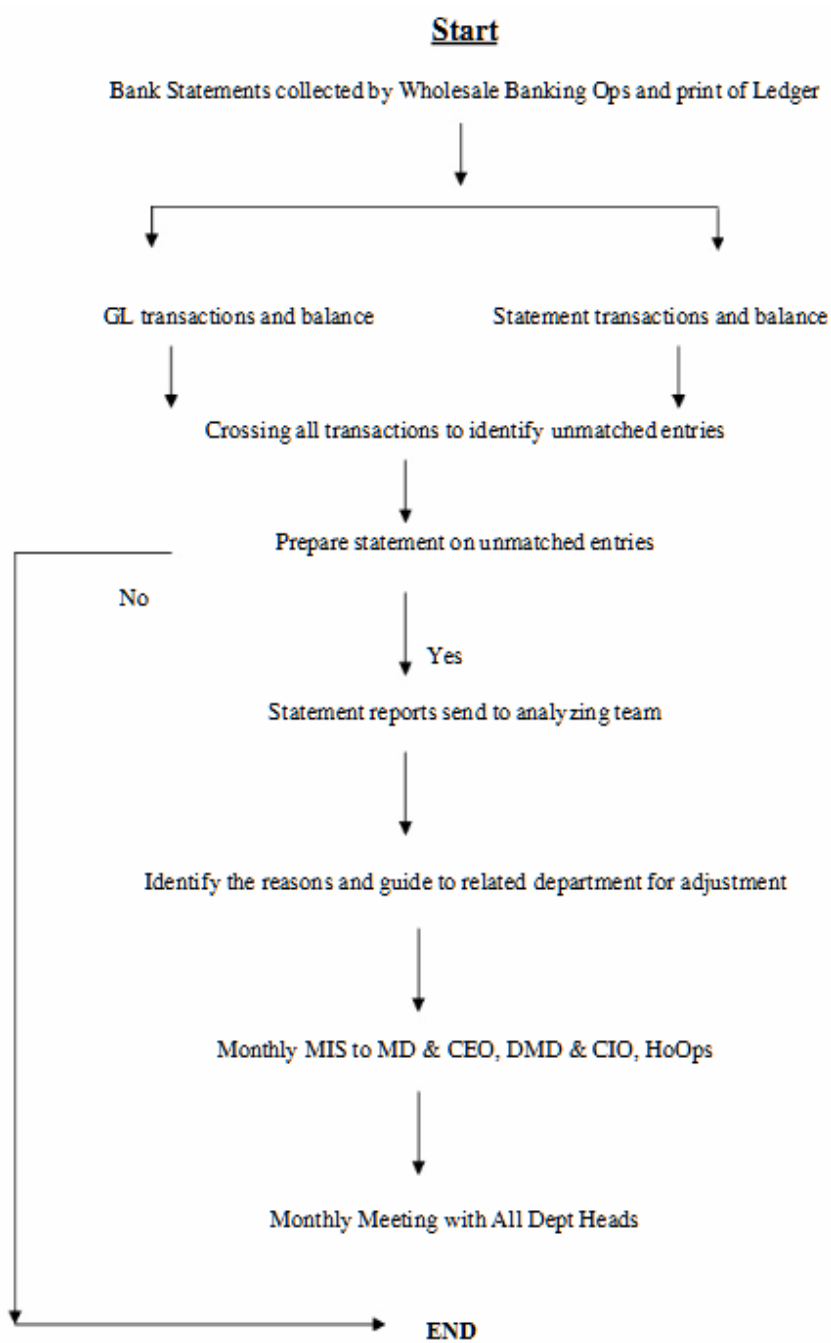 Start
Bank Statements collected by Wholesale Banking Ops and print of Ledger
GL transactions and balance
Statement transactions and balance
Crossing all transactions to identify unmatched entries
Prepare statement on unmatched entries
No
Yes
Statement reports send to analyzing team
Identify the reasons and guide to related department for adjustment
Monthly MIS to MD & CEO, DMD & CIO, HoOps
Monthly Meeting with All Dept Heads
END